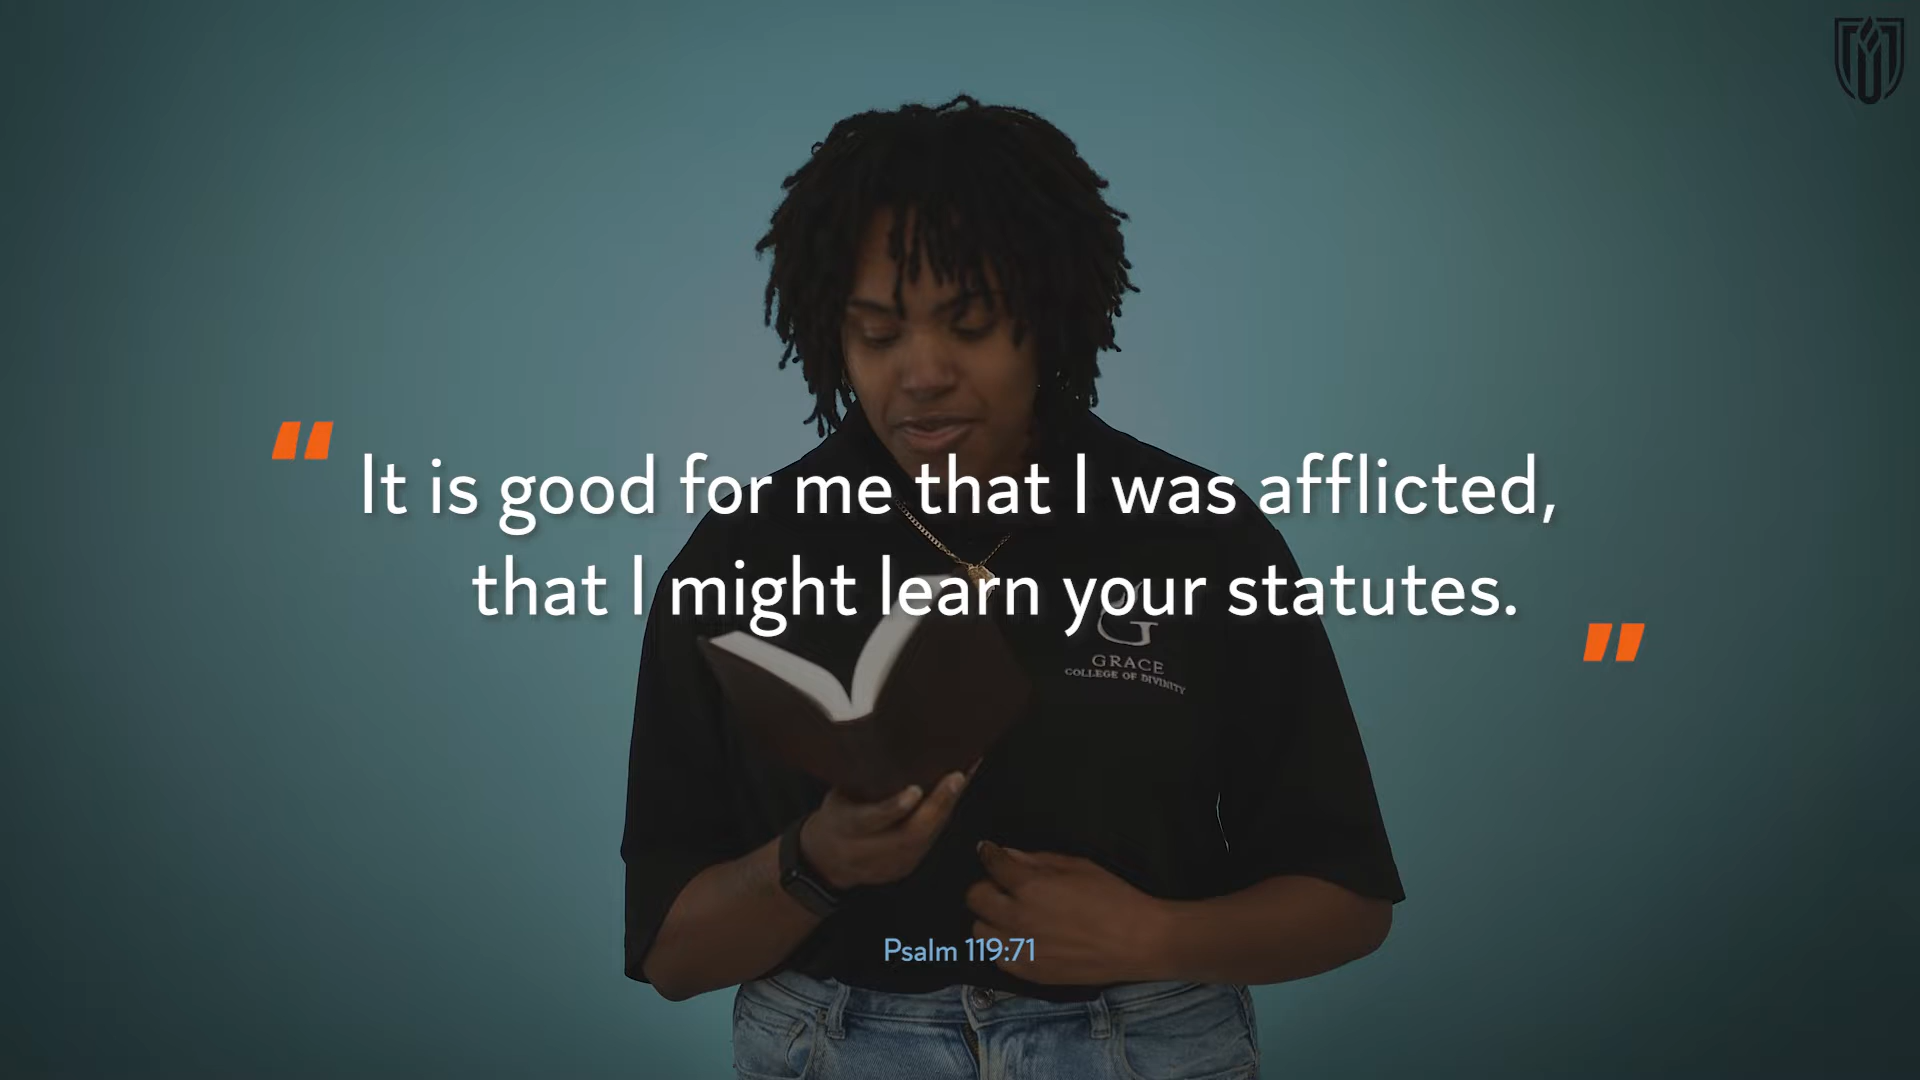 “ It is good for me that I was afflicted,
that I might learn your statutes. ”
G
GRACE
COLLEGE OF DIVINITY
Psalm 119:71